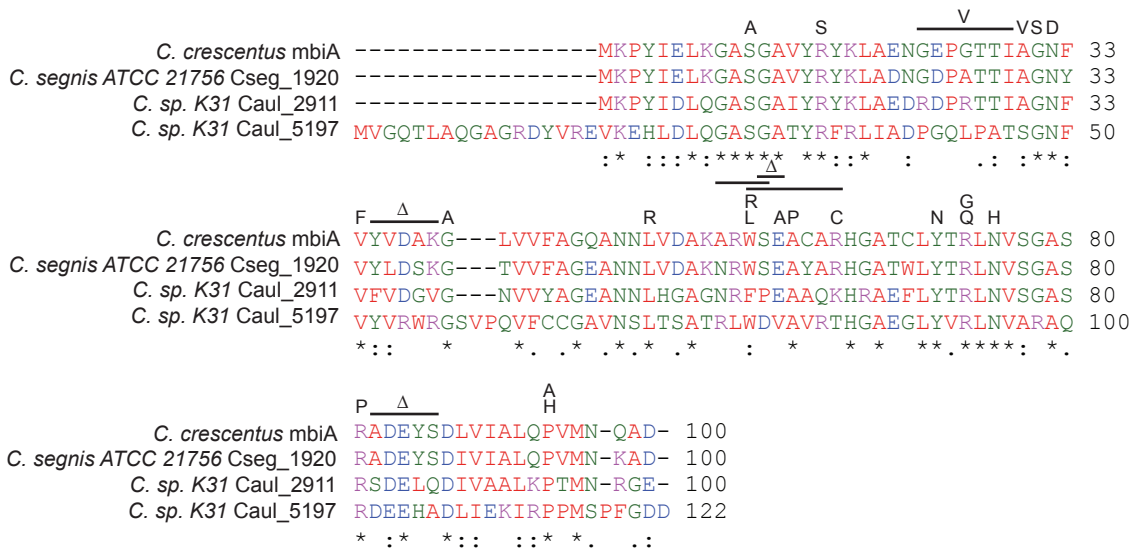 A S V VSD
C. crescentus mbiA ------------------MKPYIELKGASGAVYRYKLAENGEPGTTIAGNF 33
C. segnis ATCC 21756 Cseg_1920 ------------------MKPYIELKGASGAVYRYKLADNGDPATTIAGNY 33
C. sp. K31 Caul_2911 ------------------MKPYIDLQGASGAIYRYKLAEDRDPRTTIAGNF 33
C. sp. K31 Caul_5197 MVGQTLAQGAGRDYVREVKEHLDLQGASGATYRFRLIADPGQLPATSGNF 50
:* :::*:***** **::* : .: :**:
Δ
R G
F Δ A R L AP C N Q H
C. crescentus mbiA VYVDAKG---LVVFAGQANNLVDAKARWSEACARHGATCLYTRLNVSGAS 80
C. segnis ATCC 21756 Cseg_1920 VYLDSKG---TVVFAGEANNLVDAKNRWSEAYARHGATWLYTRLNVSGAS 80
C. sp. K31 Caul_2911 VFVDGVG---NVVYAGEANNLHGAGNRFPEAAQKHRAEFLYTRLNVSGAS 80
C. sp. K31 Caul_5197 VYVRWRGSVPQVFCCGAVNSLTSATRLWDVAVRTHGAEGLYVRLNVARAQ 100
*:: * *. .* .*.* .* : * * * **.****: *.
A
P Δ H
C. crescentus mbiA RADEYSDLVIALQPVMN-QAD- 100
C. segnis ATCC 21756 Cseg_1920 RADEYSDIVIALQPVMN-KAD- 100
C. sp. K31 Caul_2911 RSDELQDIVAALKPTMN-RGE- 100
C. sp. K31 Caul_5197 RDEEHADLIEKIRPPMSPFGDD 122
* :* *:: ::* *. .: